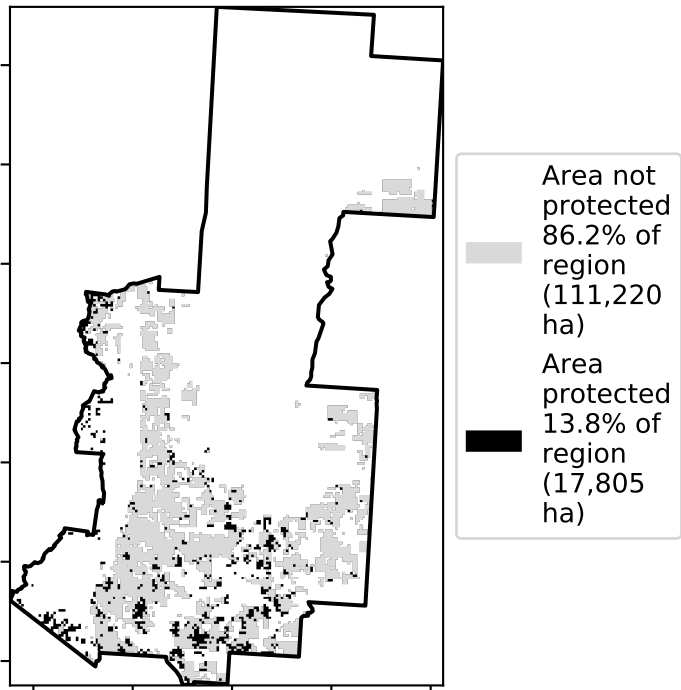 Area not
protected
86.2% of
region
(111,220
ha)
Area
protected
13.8% of
region
(17,805
ha)